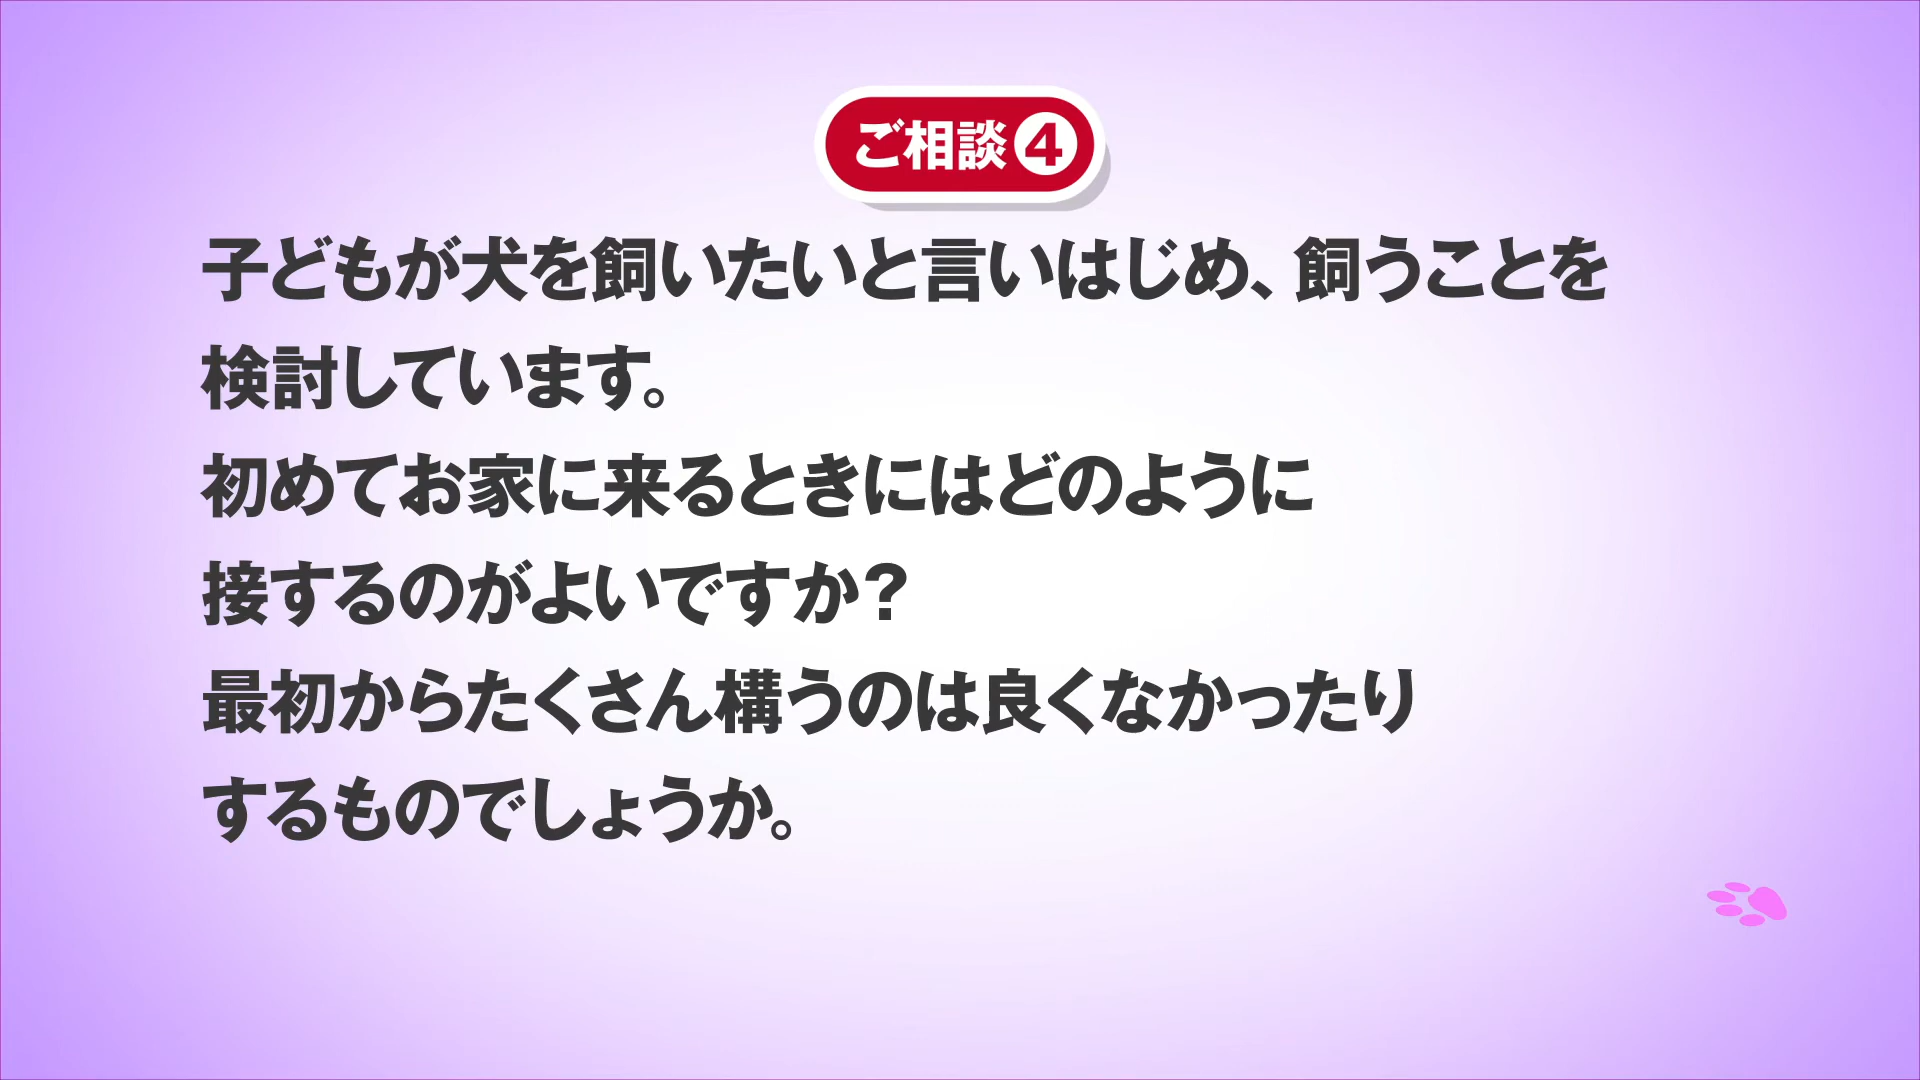 ご相談4
子どもが犬を飼いたいと言いはじめ、飼うことを
検討しています。
初めてお家に来るときにはどのように
接するのがよいですか？
最初からたくさん構うのは良くなかったり
するものでしょうか。